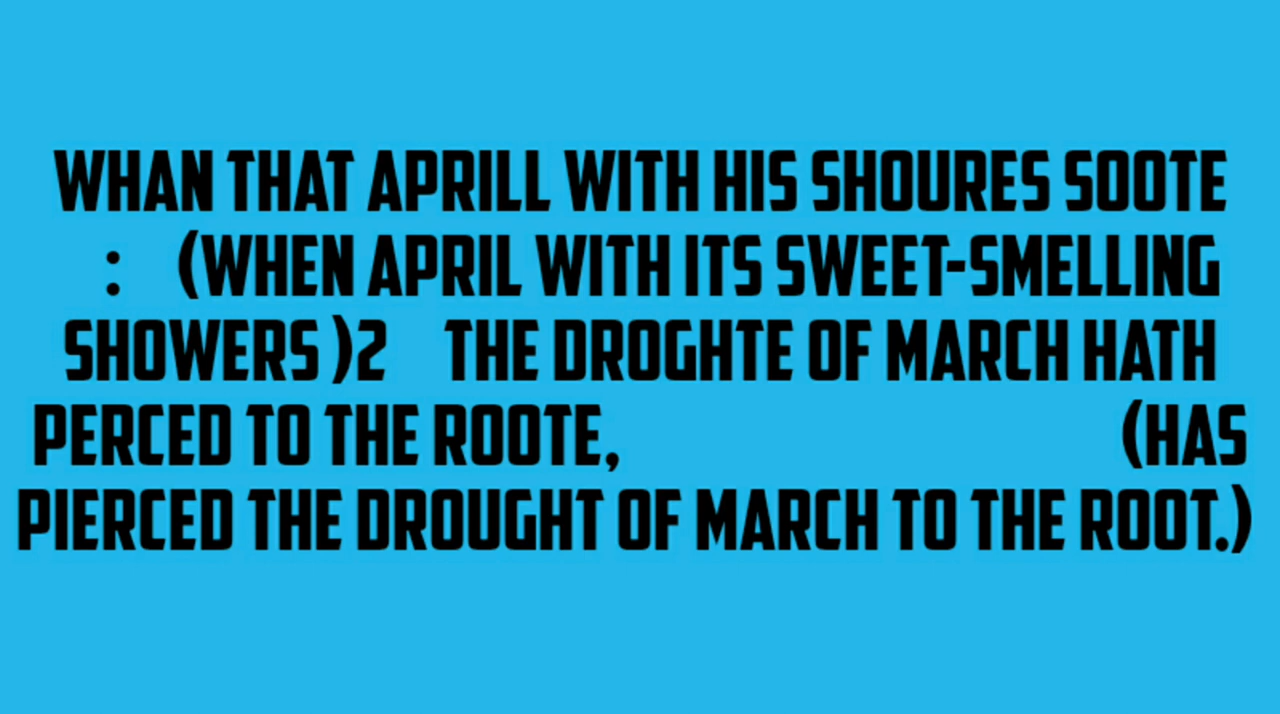 WHAN THAT APRILL WITH HIS SHOURES SOOTE
: (WHEN APRIL WITH ITS SWEET-SMELLING
SHOWERS )2 THE DROGHTE OF MARCH HATH
PERCED TO THE ROOTE, (HAS
PIERCED THE DROUGHT OF MARCH TO THE ROOT.)